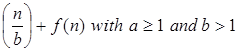 (n/b) + f(n) with a ≥ 1 and b > 1